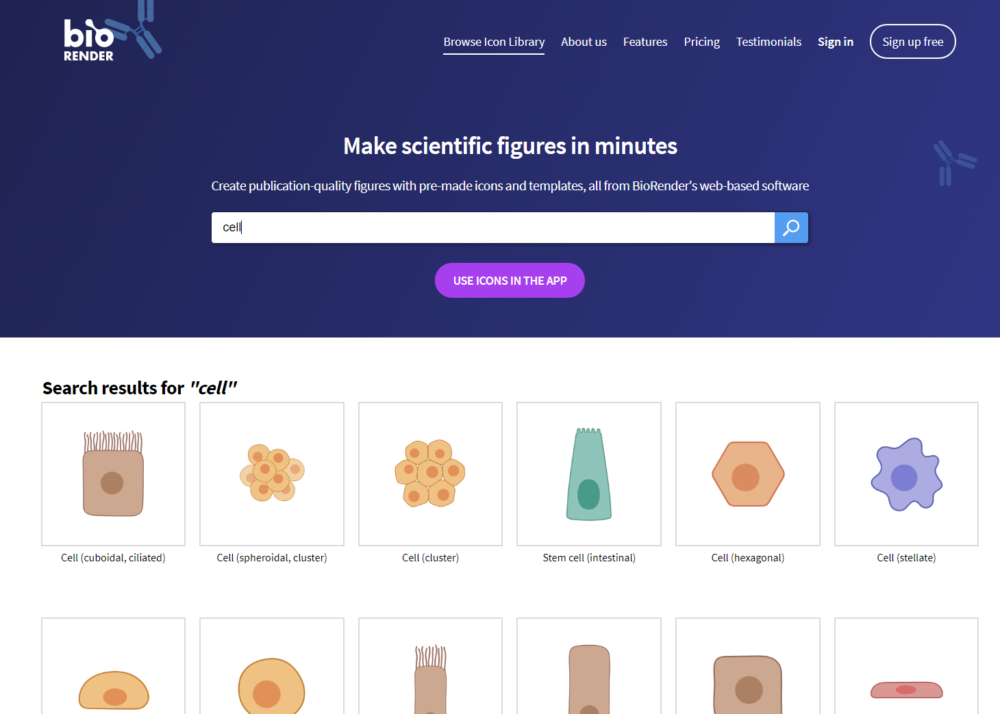 bio
RENDER
Browse Icon Library About us Features Pricing Testimonials Sign in Sign up free
Make scientific figures in minutes
Create publication-quality figures with pre-made icons and templates, all from BioRender's web-based software
cell
USE ICONS IN THE APP
Search results for "cell"
Cell (cuboidal, ciliated) Cell (spheroidal, cluster) Cell (cluster) Stem cell (intestinal) Cell (hexagonal) Cell (stellate)